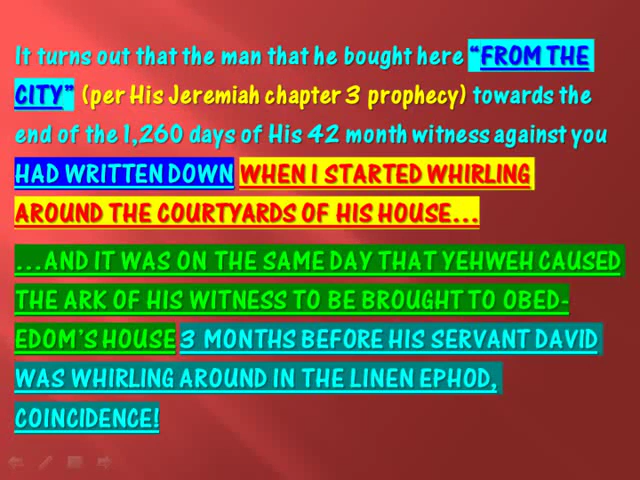 It turns out that the man that he bought here “FROM THE
CITY” (per His Jeremiah chapter 3 prophecy) towards the
end of the 1,260 days of His 42 month witness against you
HAD WRITTEN DOWN WHEN I STARTED WHIRLING
AROUND THE COURTYARDS OF HIS HOUSE...
...AND IT WAS ON THE SAME DAY THAT YEHWEH CAUSED
THE ARK OF HIS WITNESS TO BE BROUGHT TO OBED-
EDOM’S HOUSE 3 MONTHS BEFORE HIS SERVANT DAVID
WAS WHIRLING AROUND IN THE LINEN EPHOD,
COINCIDENCE!